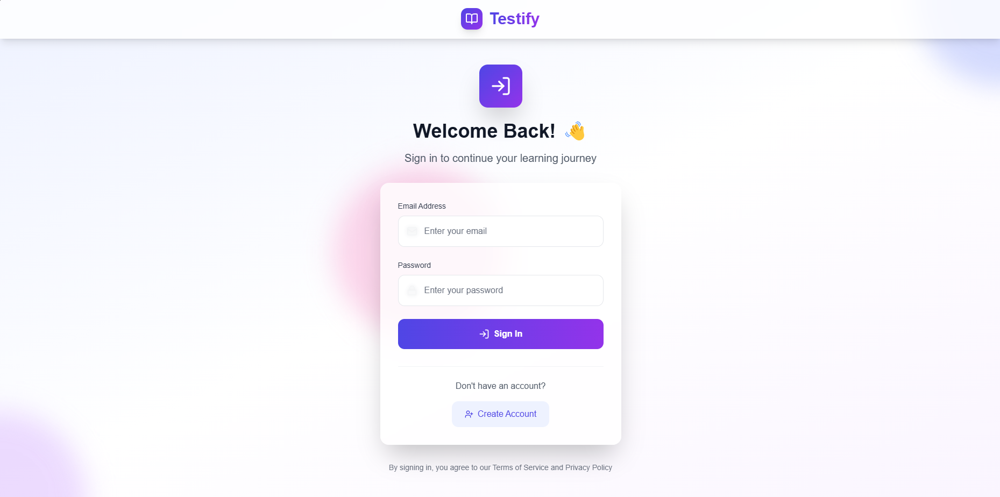 Testify
Welcome Back! 👋
Sign in to continue your learning journey
Email Address
Enter your email
Password
Enter your password
Sign In
Don't have an account?
Create Account
By signing in, you agree to our Terms of Service and Privacy Policy